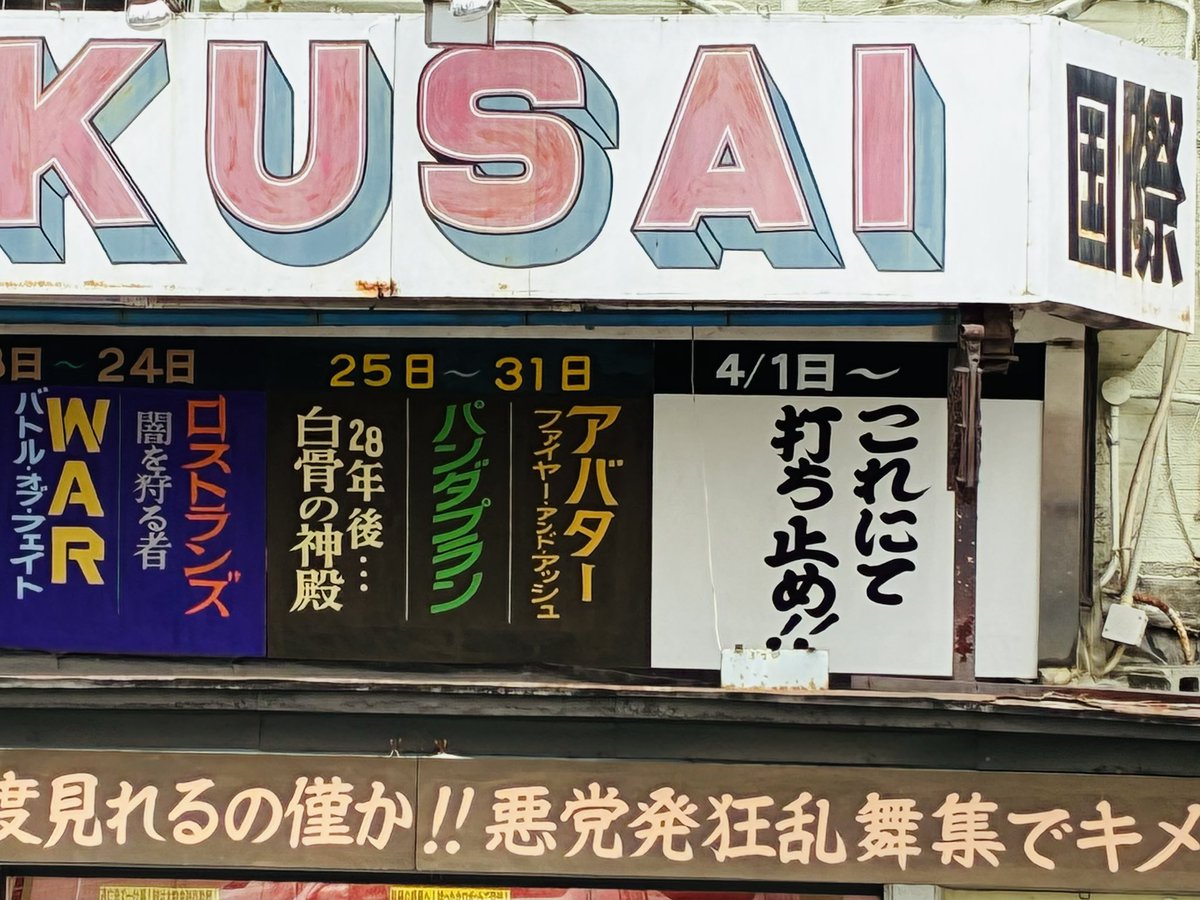 KUSAI
国際
日~24日
WAR
バトル・オブ・フェイト
ロストランズ
闇を狩る者
25日~31日
アバター
ファイヤー・アンド・アッシュ
パンダプラン
28年後…
白骨の神殿
4/1日~
これにて
打ち止め!!
度見れるの僅か!!悪党発狂乱舞集でキメ